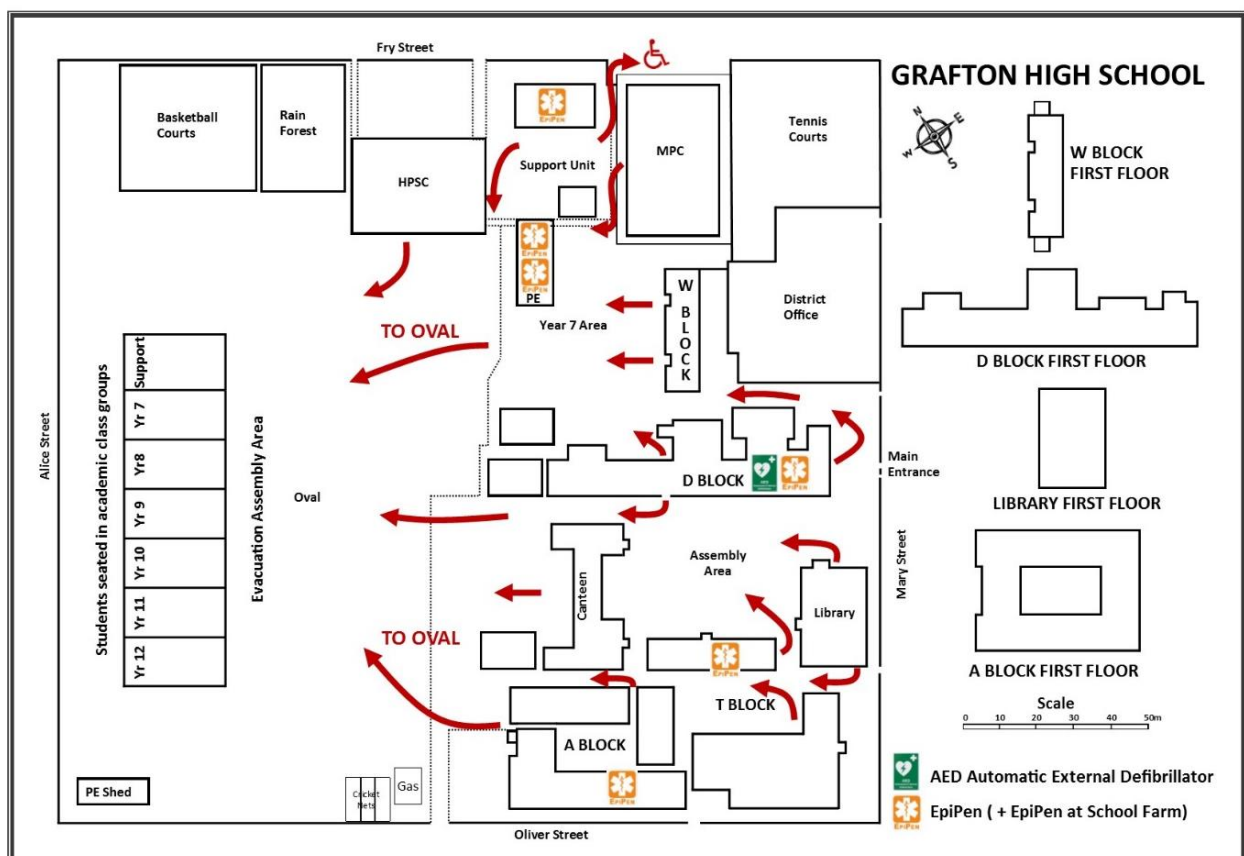 Fry Street
GRAFTON HIGH SCHOOL
Basketball
Courts
Rain
Forest
EpiPen
MPC
Tennis
Courts
N
E
W
S
W BLOCK
FIRST FLOOR
HPSC
Support Unit
EpiPen
EpiPen
PE
W
BLOCK
District
Office
TO OVAL
Year 7 Area
D BLOCK FIRST FLOOR
Alice Street
Students seated in academic class groups
Support
Yr 7
Yr8
Yr 9
Yr 10
Yr 11
Yr 12
Evacuation Assembly Area
Oval
D BLOCK
AED
EpiPen
Main
Entrance
LIBRARY FIRST FLOOR
Assembly
Area
Mary Street
Canteen
Library
TO OVAL
EpiPen
A BLOCK FIRST FLOOR
T BLOCK
Scale
0 10 20 30 40 50m
A BLOCK
EpiPen
PE Shed
Cricket
Nets
Gas
AED
AED Automatic External Defibrillator
EpiPen
EpiPen ( + EpiPen at School Farm)
Oliver Street